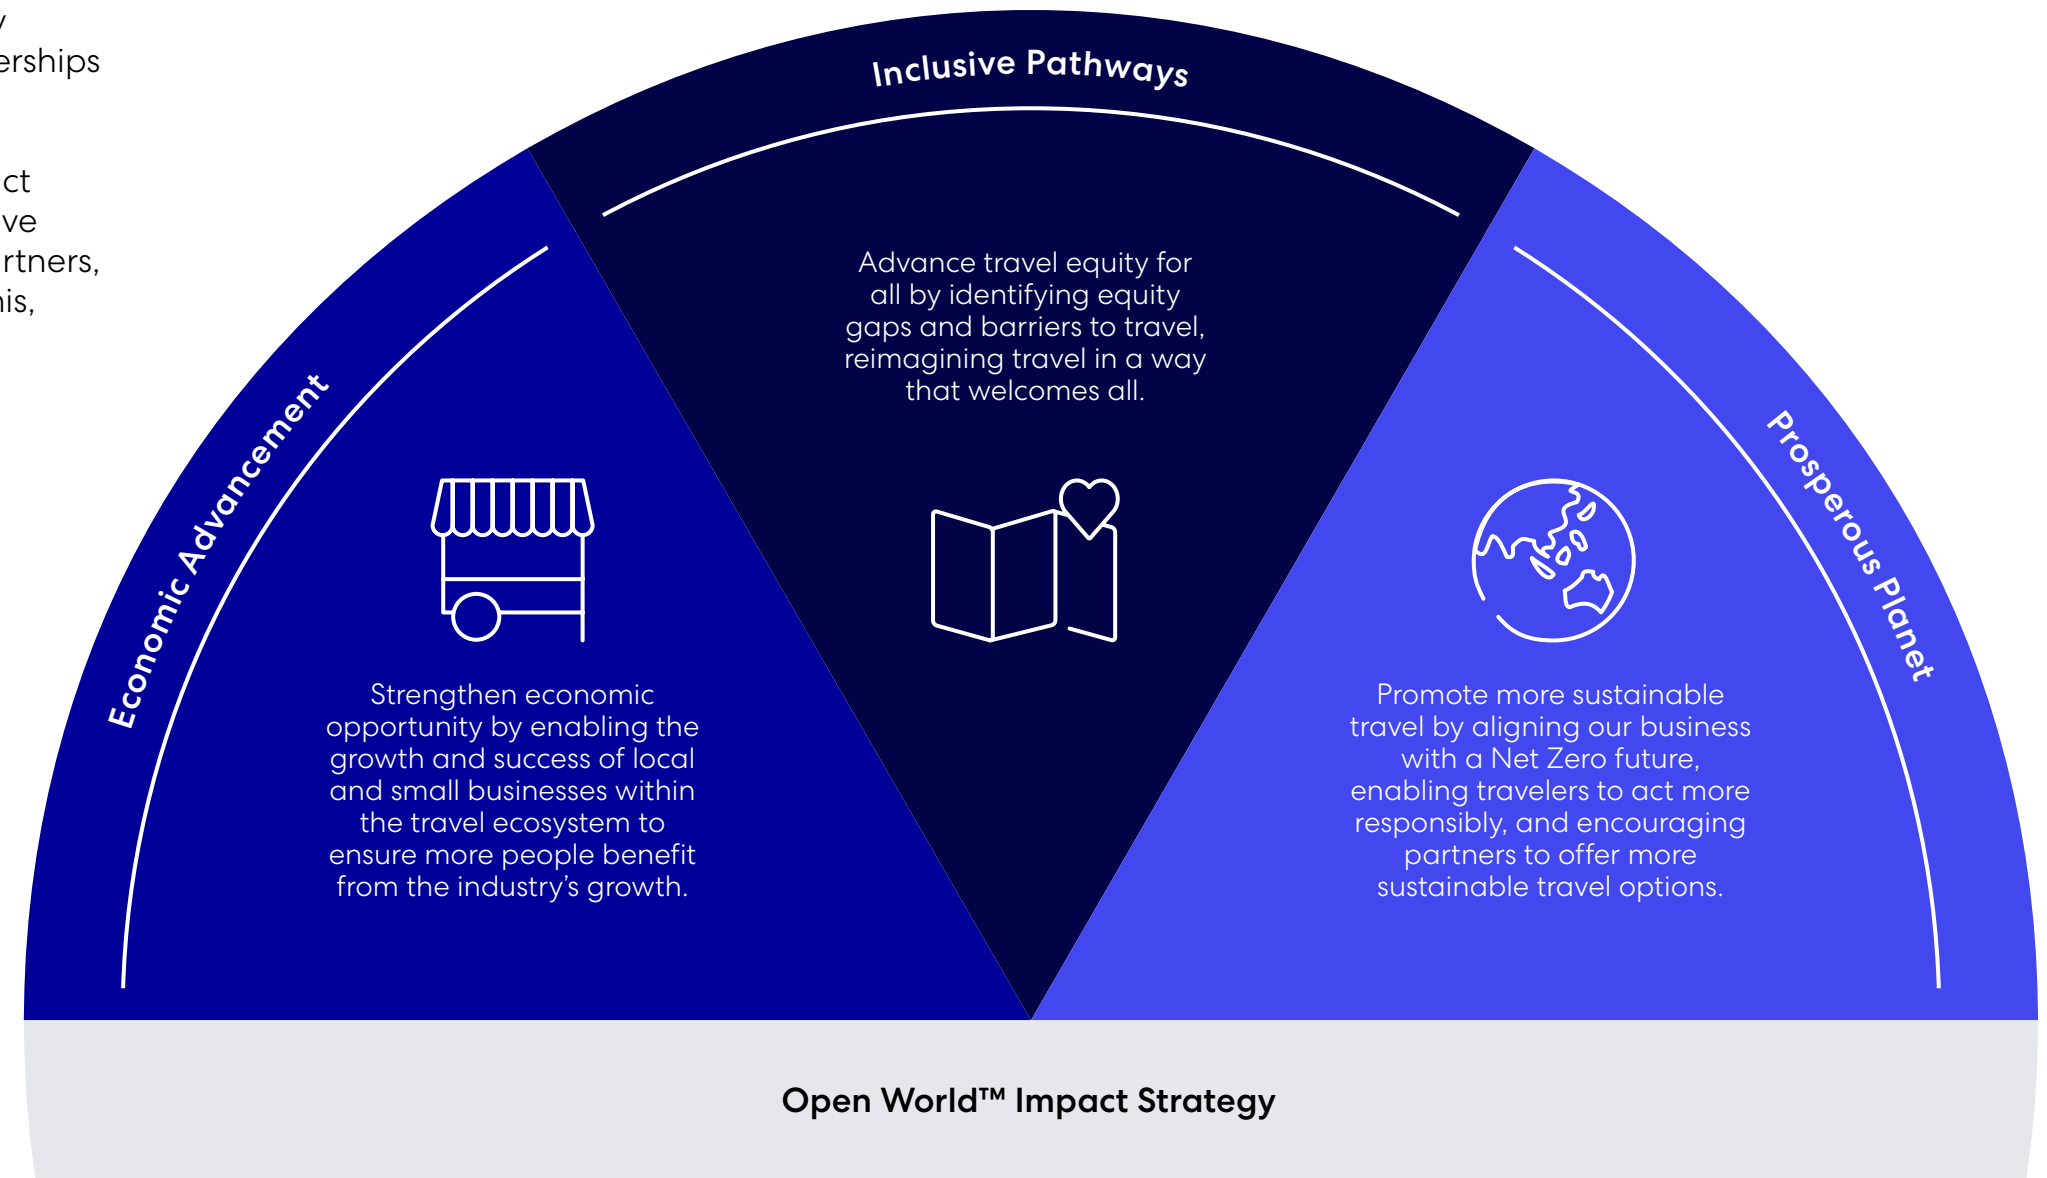 erships
ct
ve
rtners,
is,
Inclusive Pathways
Advance travel equity for
all by identifying equity
gaps and barriers to travel,
reimagining travel in a way
that welcomes all.
Economic Advancement
Strengthen economic
opportunity by enabling the
growth and success of local
and small businesses within
the travel ecosystem to
ensure more people benefit
from the industry’s growth.
Prosperous Planet
Promote more sustainable
travel by aligning our business
with a Net Zero future,
enabling travelers to act more
responsibly, and encouraging
partners to offer more
sustainable travel options.
Open World™ Impact Strategy